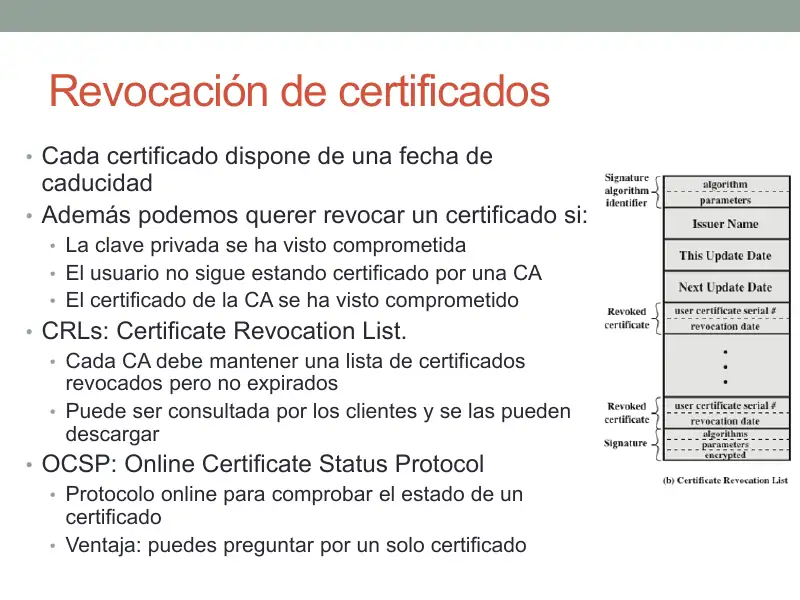 Revocación de certificados
• Cada certificado dispone de una fecha de
caducidad
• Además podemos querer revocar un certificado si:
• La clave privada se ha visto comprometida
• El usuario no sigue estando certificado por una CA
• El certificado de la CA se ha visto comprometido
• CRLs: Certificate Revocation List.
• Cada CA debe mantener una lista de certificados
revocados pero no expirados
• Puede ser consultada por los clientes y se las pueden
descargar
• OCSP: Online Certificate Status Protocol
• Protocolo online para comprobar el estado de un
certificado
• Ventaja: puedes preguntar por un solo certificado
Signature
algorithm
identifier
algorithm
parameters
Issuer Name
This Update Date
Next Update Date
Revoked
certificate
user certificate serial #
revocation date
Revoked
certificate
user certificate serial #
revocation date
Signature
algorithms
parameters
encrypted
(b) Certificate Revocation List